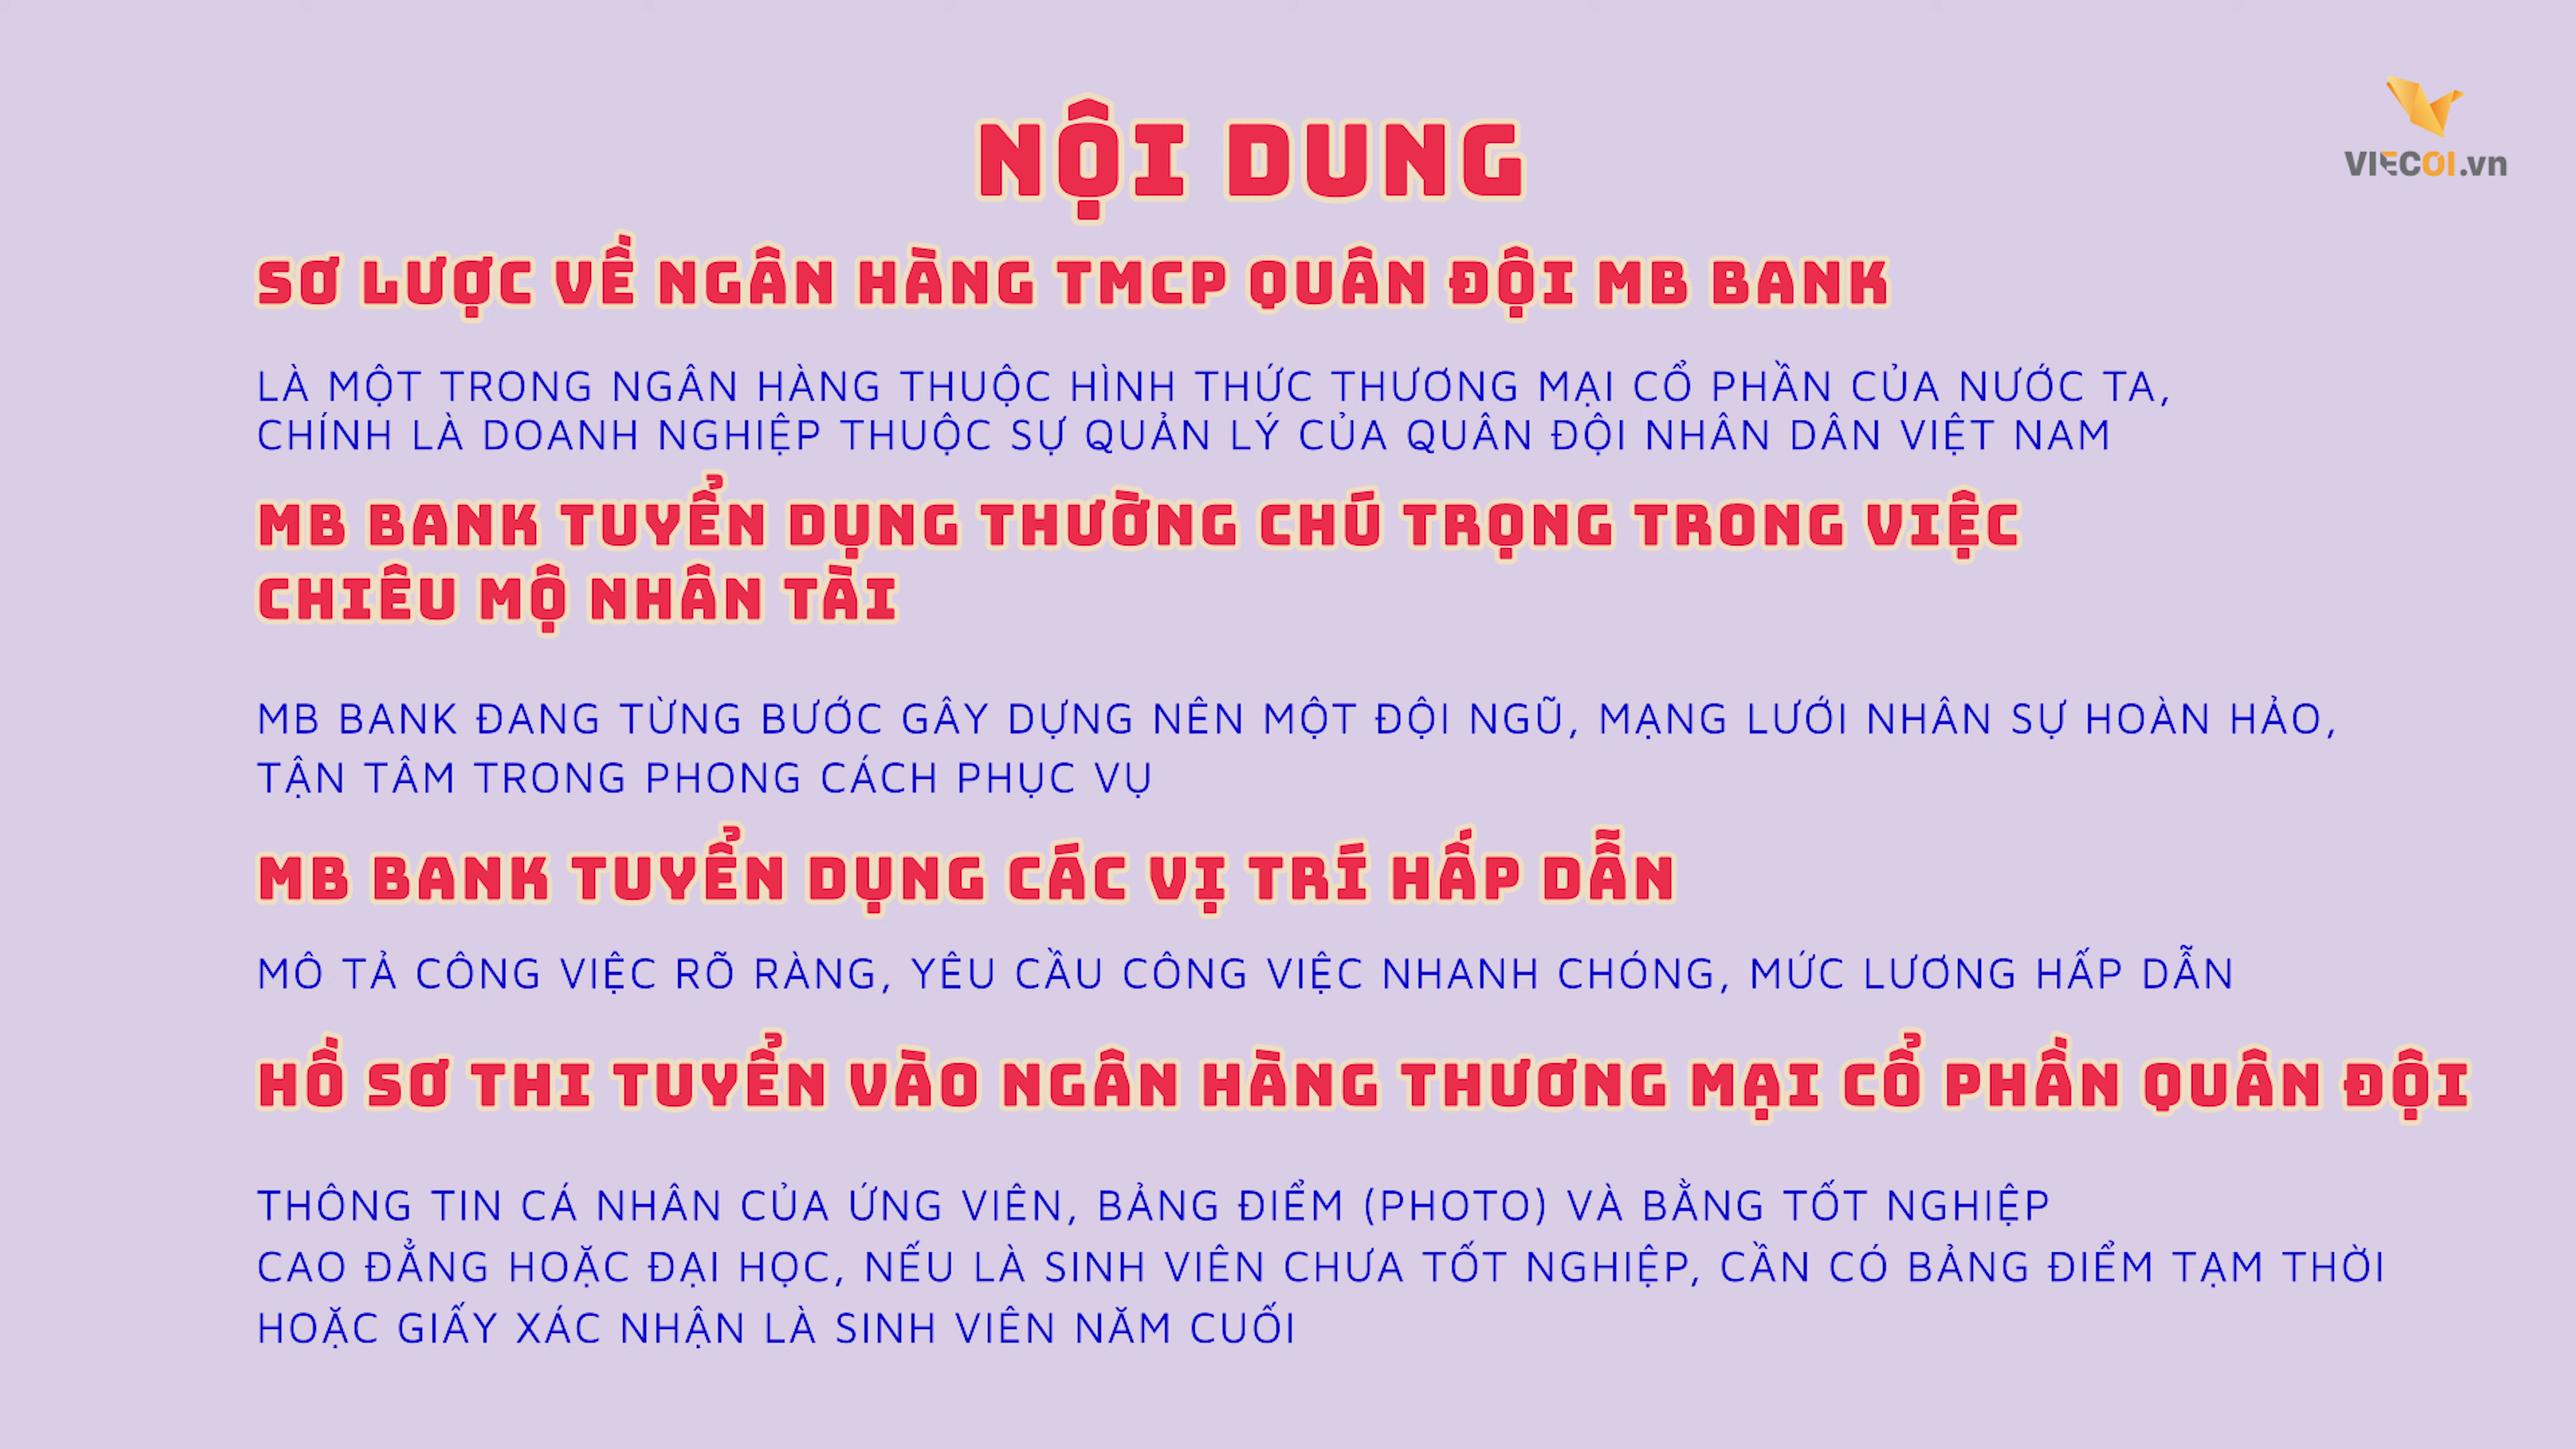 NỘI DUNG
VIECOI.vn
SƠ LƯỢC VỀ NGÂN HÀNG TMCP QUÂN ĐỘI MB BANK
LÀ MỘT TRONG NGÂN HÀNG THUỘC HÌNH THỨC THƯƠNG MẠI CỔ PHẦN CỦA NƯỚC TA,
CHÍNH LÀ DOANH NGHIỆP THUỘC SỰ QUẢN LÝ CỦA QUÂN ĐỘI NHÂN DÂN VIỆT NAM
MB BANK TUYỂN DỤNG THƯỜNG CHÚ TRỌNG TRONG VIỆC
CHIÊU MỘ NHÂN TÀI
MB BANK ĐANG TỪNG BƯỚC GÂY DỰNG NÊN MỘT ĐỘI NGŨ, MẠNG LƯỚI NHÂN SỰ HOÀN HẢO,
TẬN TÂM TRONG PHONG CÁCH PHỤC VỤ
MB BANK TUYỂN DỤNG CÁC VỊ TRÍ HẤP DẪN
MÔ TẢ CÔNG VIỆC RÕ RÀNG, YÊU CẦU CÔNG VIỆC NHANH CHÓNG, MỨC LƯƠNG HẤP DẪN
HỒ SƠ THI TUYỂN VÀO NGÂN HÀNG THƯƠNG MẠI CỔ PHẦN QUÂN ĐỘI
THÔNG TIN CÁ NHÂN CỦA ỨNG VIÊN, BẢNG ĐIỂM (PHOTO) VÀ BẰNG TỐT NGHIỆP
CAO ĐẲNG HOẶC ĐẠI HỌC, NẾU LÀ SINH VIÊN CHƯA TỐT NGHIỆP, CẦN CÓ BẢNG ĐIỂM TẠM THỜI
HOẶC GIẤY XÁC NHẬN LÀ SINH VIÊN NĂM CUỐI